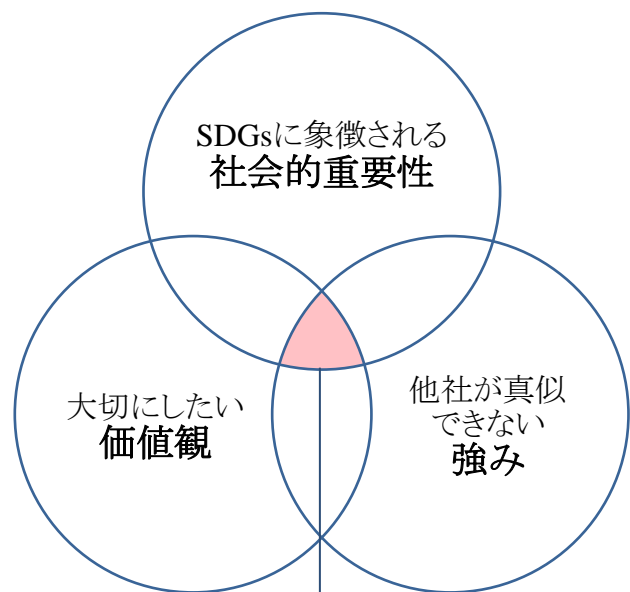 SDGsに象徴される
社会的重要性
大切にしたい
価値観
他社が真似
できない
強み